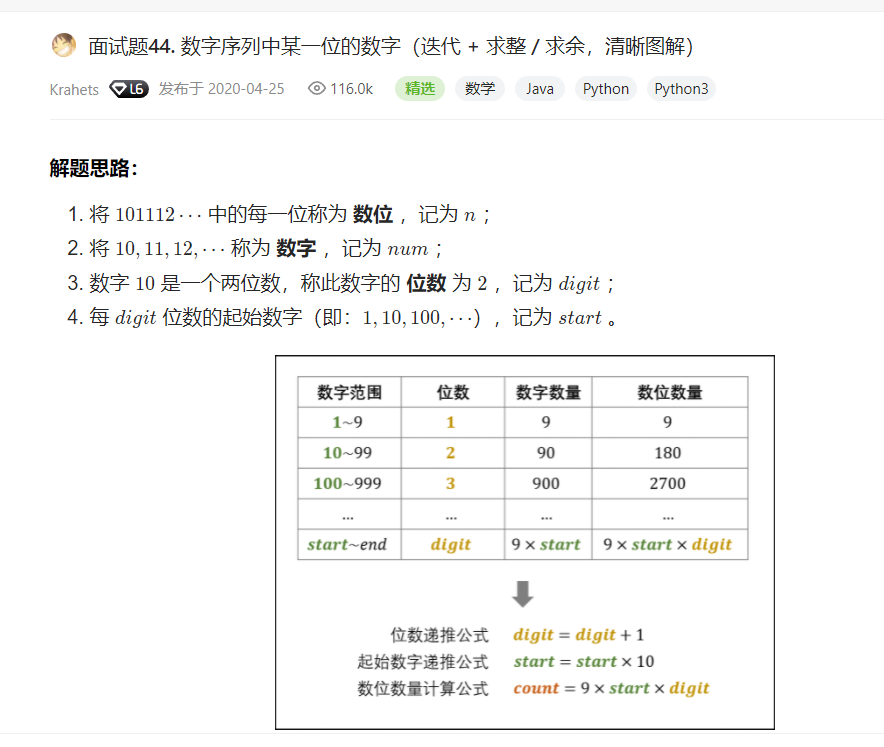 面试题44. 数字序列中某一位的数字（迭代 + 求整 / 求余，清晰图解）
Krahets L6 发布于 2020-04-25 116.0k 精选 数学 Java Python Python3
解题思路：
1. 将 101112⋯ 中的每一位称为 数位 ，记为 n ；
2. 将 10, 11, 12, ⋯ 称为 数字 ，记为 num ；
3. 数字 10 是一个两位数，称此数字的 位数 为 2 ，记为 digit ；
4. 每 digit 位数的起始数字（即：1, 10, 100, ⋯），记为 start 。
数字范围 位数 数字数量 数位数量
1~9 1 9 9
10~99 2 90 180
100~999 3 900 2700
... ... ... ...
start~end digit 9 × start 9 × start × digit
位数递推公式 digit = digit + 1
起始数字递推公式 start = start × 10
数位数量计算公式 count = 9 × start × digit